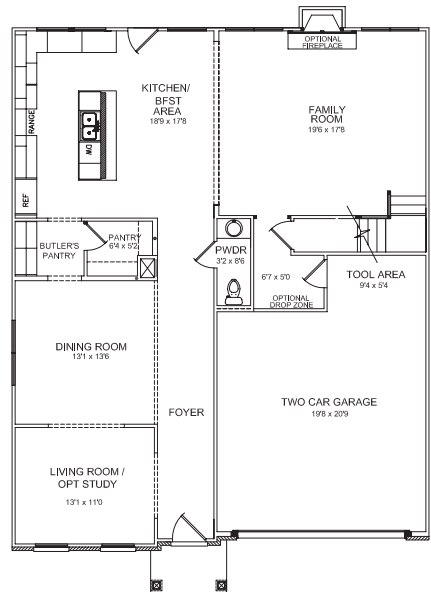 OPTIONAL
FIREPLACE
KITCHEN/
BFST
AREA
18'9 x 17'8
FAMILY
ROOM
19'6 x 17'8
RANGE
DW
REF
BUTLER'S
PANTRY
PANTRY
6'4 x 5'2
PWDR
3'2 x 8'6
6'7 x 5'0
OPTIONAL
DROP ZONE
TOOL AREA
9'4 x 5'4
DINING ROOM
13'1 x 13'6
FOYER
TWO CAR GARAGE
19'8 x 20'9
LIVING ROOM /
OPT STUDY
13'1 x 11'0